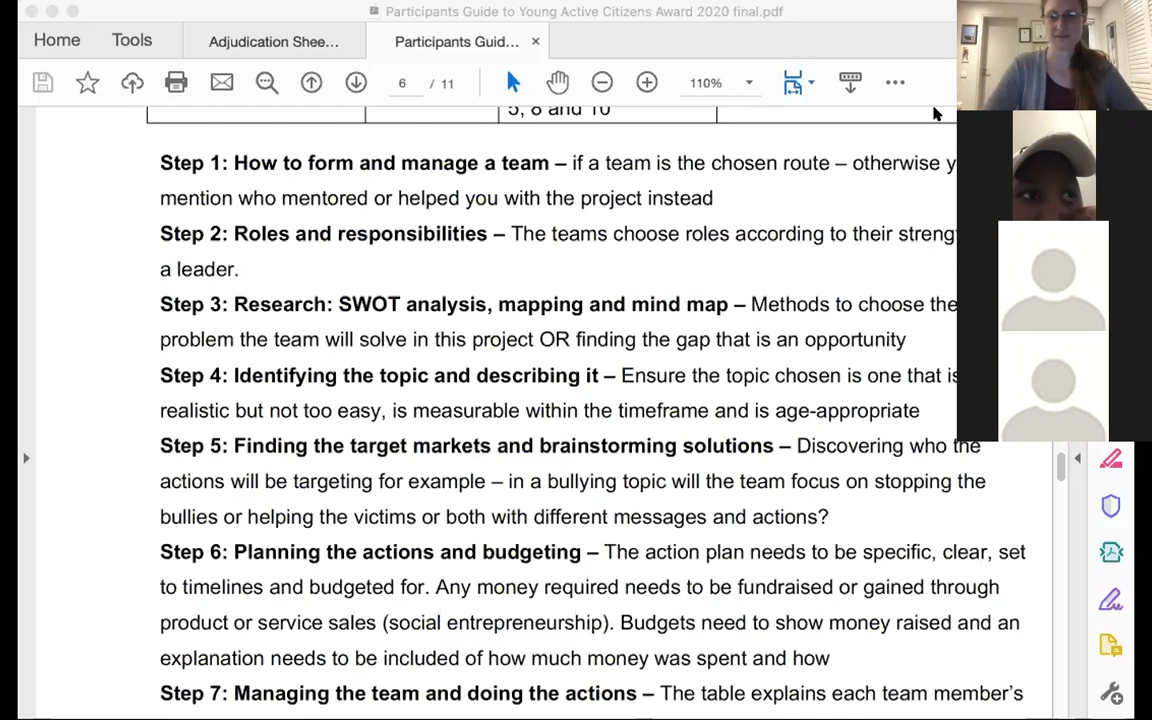 Participants Guide to Young Active Citizens Award 2020 final.pdf
Home Tools Adjudication Shee... Participants Guid... ×
6 / 11 110%
5, 8 and 10
Step 1: How to form and manage a team – if a team is the chosen route – otherwise
mention who mentored or helped you with the project instead
Step 2: Roles and responsibilities – The teams choose roles according to their
a leader.
Step 3: Research: SWOT analysis, mapping and mind map – Methods to choose the
problem the team will solve in this project OR finding the gap that is an opportunity
Step 4: Identifying the topic and describing it – Ensure the topic chosen is one that is
realistic but not too easy, is measurable within the timeframe and is age-appropriate
Step 5: Finding the target markets and brainstorming solutions – Discovering who the
actions will be targeting for example – in a bullying topic will the team focus on stopping the
bullies or helping the victims or both with different messages and actions?
Step 6: Planning the actions and budgeting – The action plan needs to be specific, clear, set
to timelines and budgeted for. Any money required needs to be fundraised or gained through
product or service sales (social entrepreneurship). Budgets need to show money raised and an
explanation needs to be included of how much money was spent and how
Step 7: Managing the team and doing the actions – The table explains each team member's